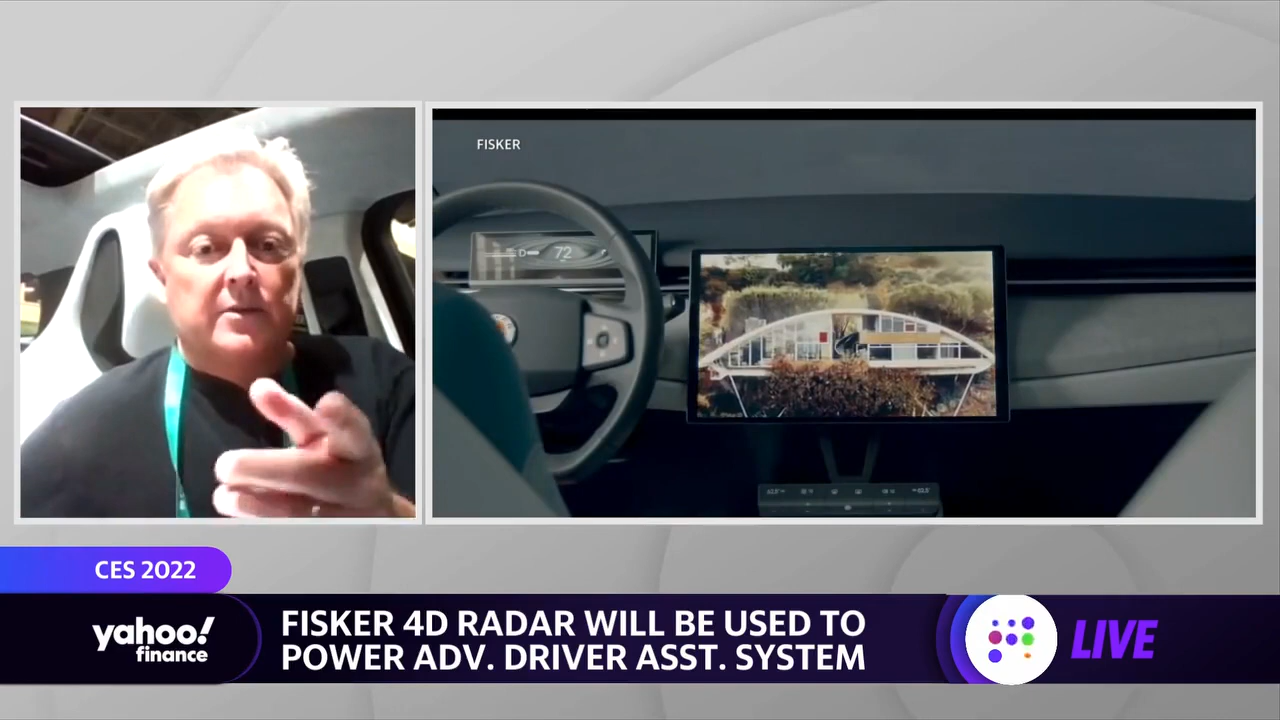 FISKER
72
CES 2022
yahoo!
finance
FISKER 4D RADAR WILL BE USED TO
POWER ADV. DRIVER ASST. SYSTEM
LIVE